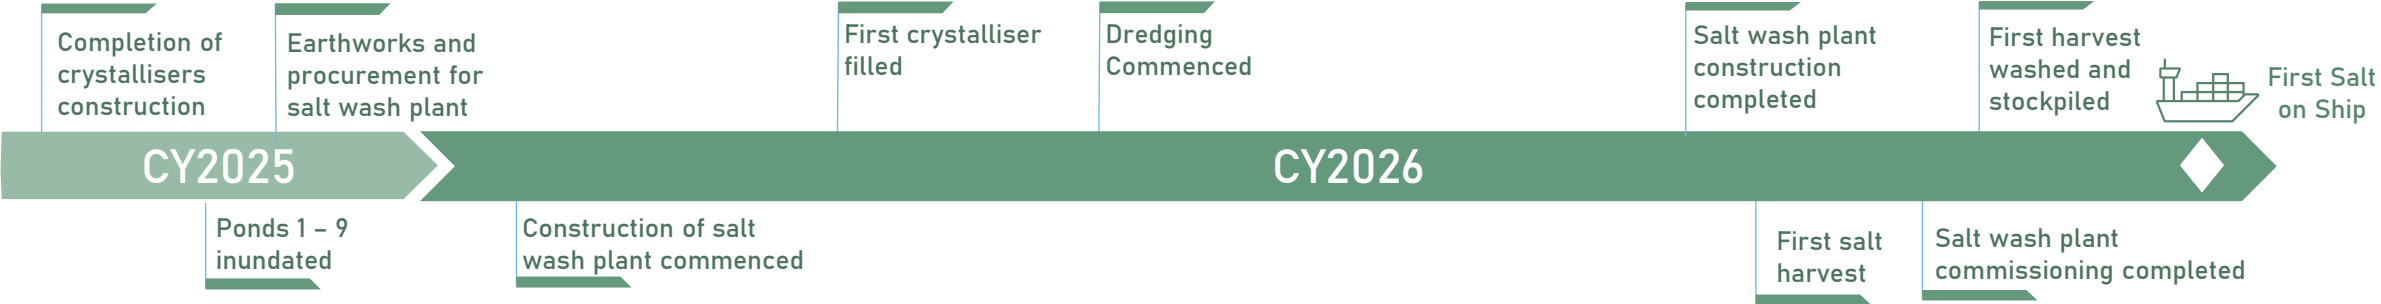 Completion of
crystallisers
construction
Earthworks and
procurement for
salt wash plant
First crystalliser
filled
Dredging
Commenced
Salt wash plant
construction
completed
First harvest
washed and
stockpiled
First Salt
on Ship
CY2025
CY2026
Ponds 1 – 9
inundated
Construction of salt
wash plant commenced
First salt
harvest
Salt wash plant
commissioning completed